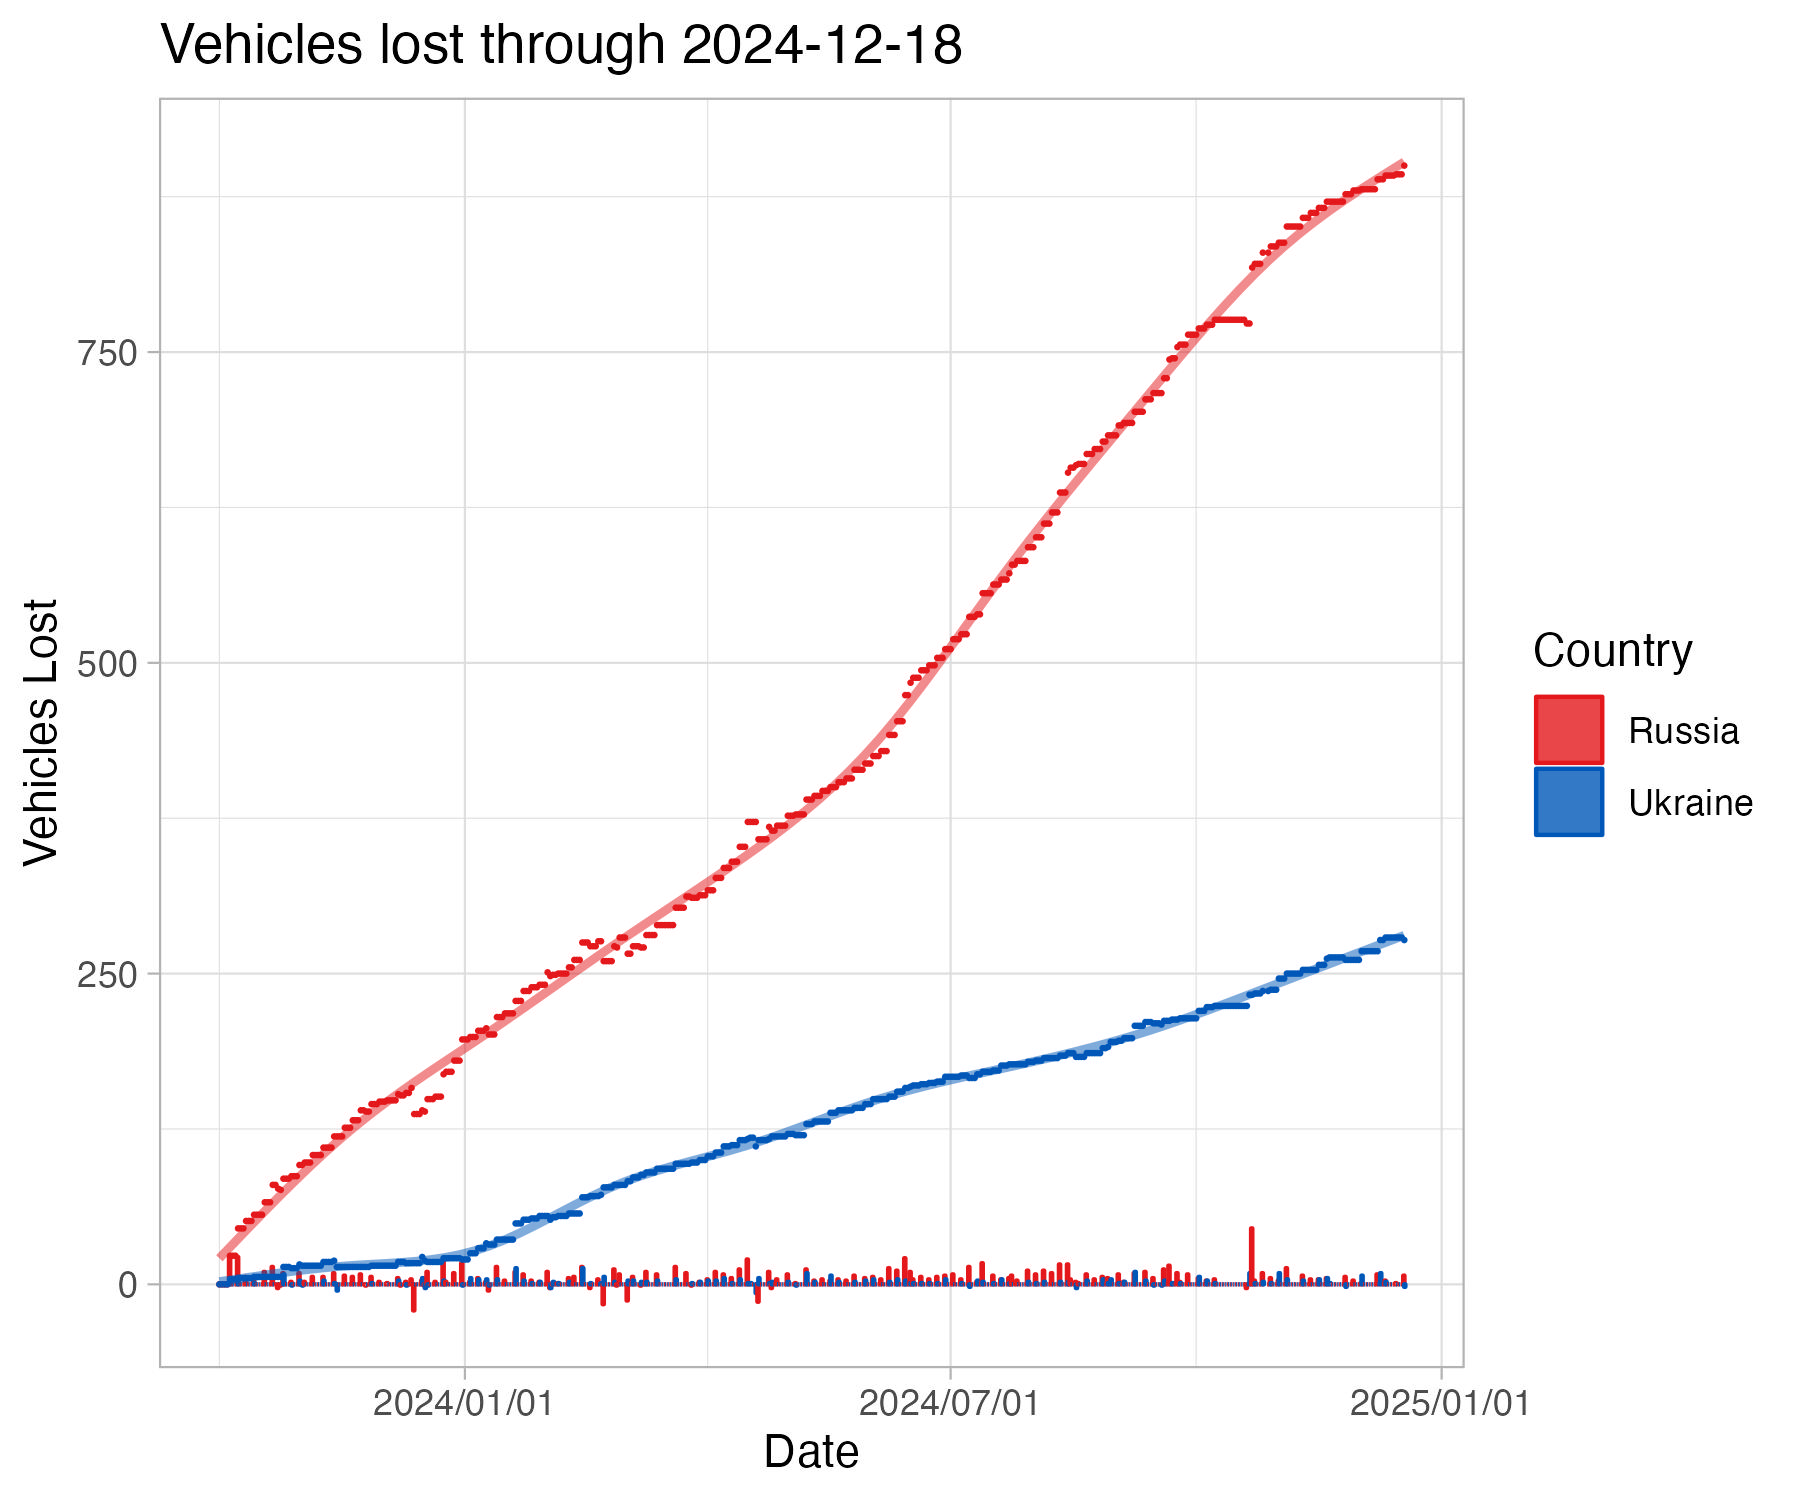 Vehicles lost through 2024-12-18
Vehicles Lost
750
500
250
0
2024/01/01
2024/07/01
2025/01/01
Date
Country
Russia
Ukraine